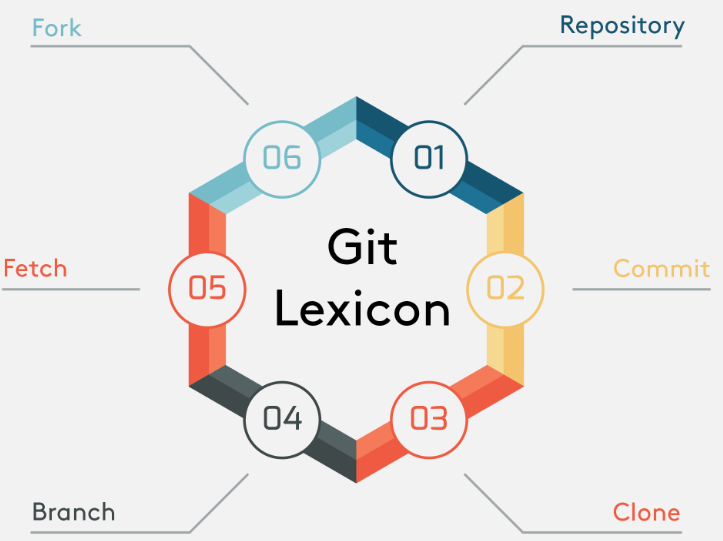 Fork
Repository
06
01
Git
Lexicon
Fetch
05
02
Commit
04
03
Branch
Clone